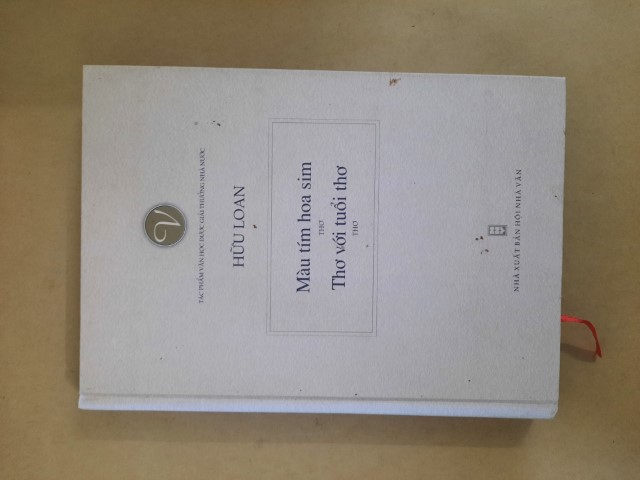 TÁC PHẨM VĂN HỌC ĐƯỢC GIẢI THƯỞNG NHÀ NƯỚC
HỮU LOAN
Màu tím hoa sim
THƠ
Thơ với tuổi thơ
THƠ
NHÀ XUẤT BẢN HỘI NHÀ VĂN